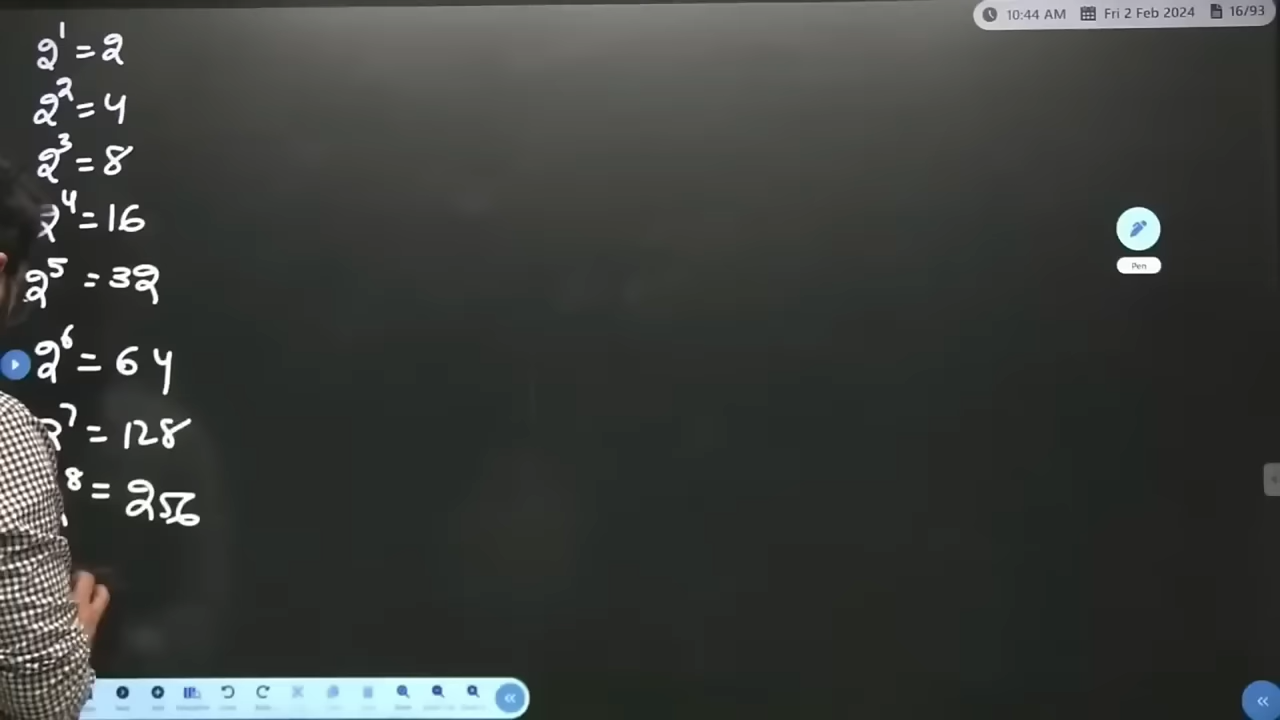 10:44 AM Fri 2 Feb 2024 16/93
2¹ = 2
2² = 4
2³ = 8
2⁴ = 16
2⁵ = 32
2⁶ = 64
2⁷ = 128
⁸ = 256
Pen